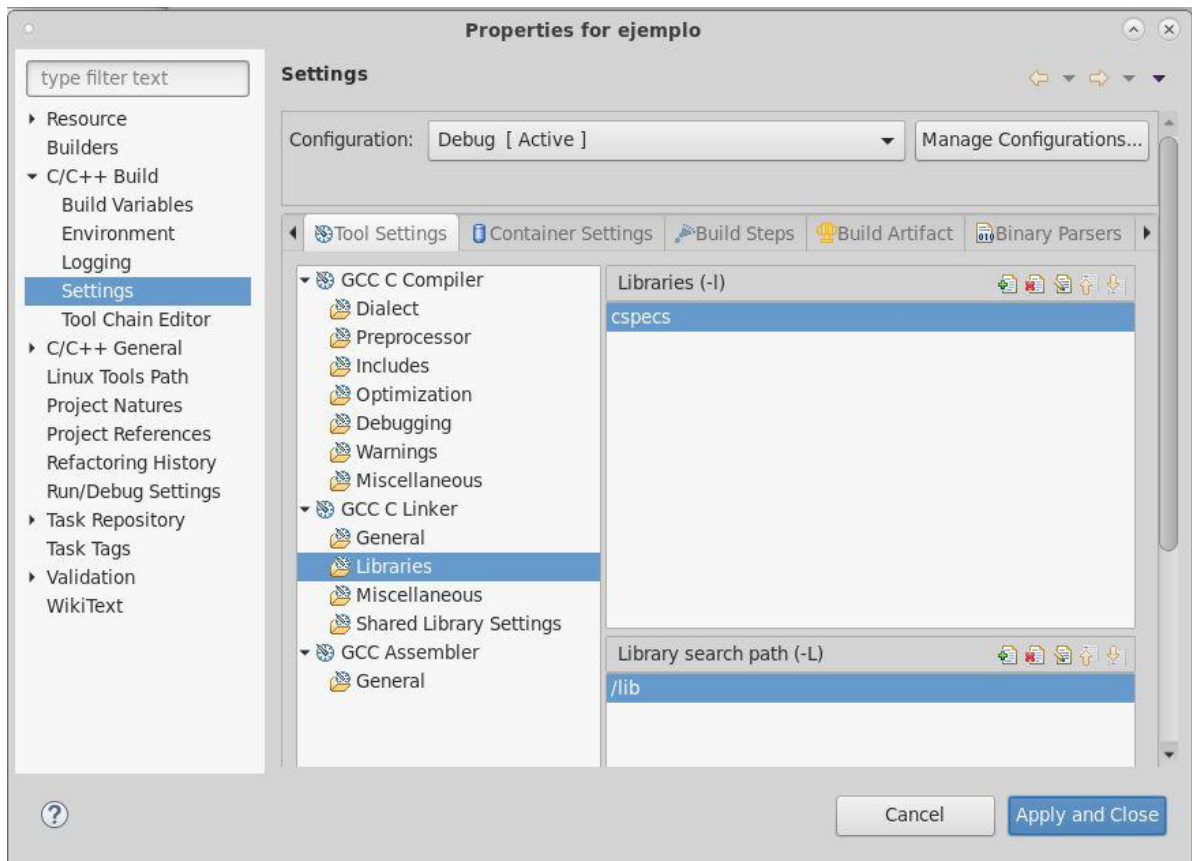 Properties for ejemplo
type filter text
Resource
Builders
C/C++ Build
Build Variables
Environment
Logging
Settings
Tool Chain Editor
C/C++ General
Linux Tools Path
Project Natures
Project References
Refactoring History
Run/Debug Settings
Task Repository
Task Tags
Validation
WikiText
Settings
Configuration: Debug [ Active ] Manage Configurations...
Tool Settings Container Settings Build Steps Build Artifact Binary Parsers
GCC C Compiler
Dialect
Preprocessor
Includes
Optimization
Debugging
Warnings
Miscellaneous
GCC C Linker
General
Libraries
Miscellaneous
Shared Library Settings
GCC Assembler
General
Libraries (-l)
cspecs
Library search path (-L)
/lib
Cancel Apply and Close